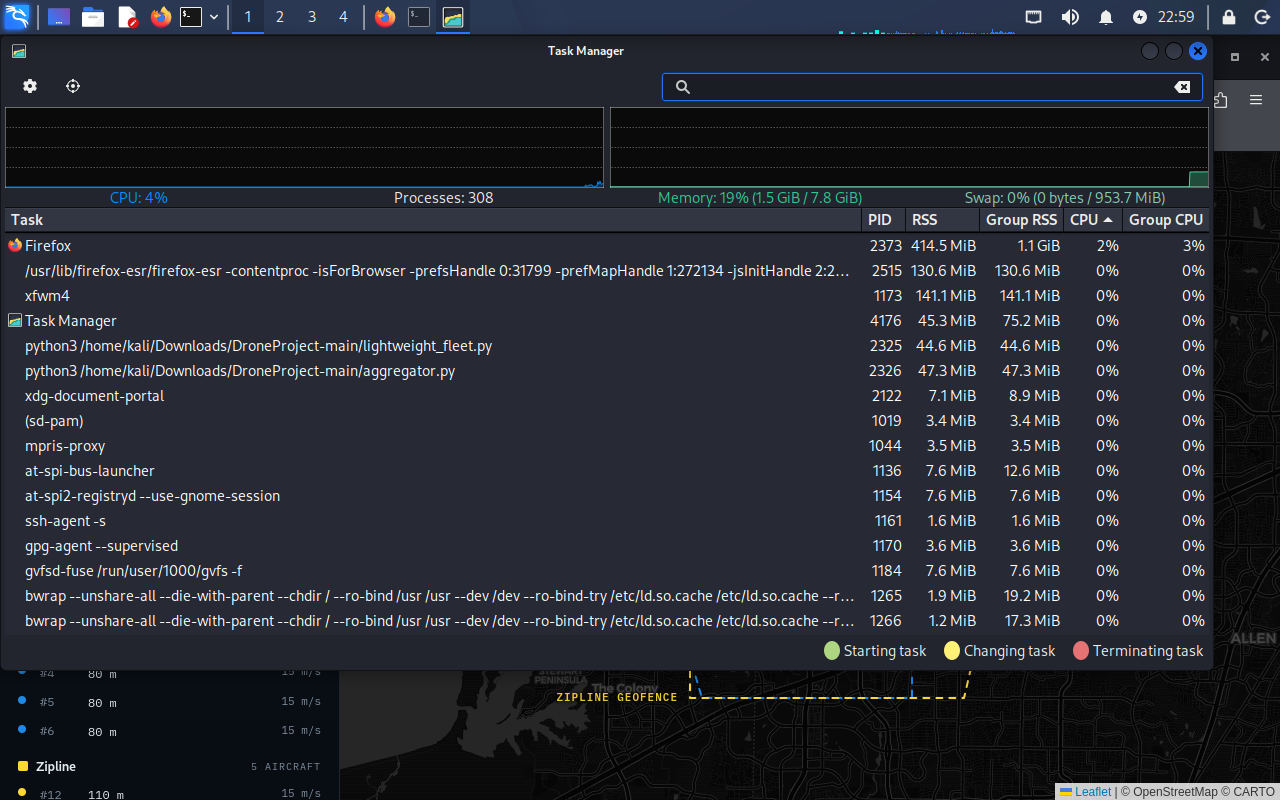 1 2 3 4 22:59
Task Manager
CPU: 4% Processes: 308 Memory: 19% (1.5 GiB / 7.8 GiB) Swap: 0% (0 bytes / 953.7 MiB)
Task PID RSS Group RSS CPU Group CPU
Firefox 2373 414.5 MiB 1.1 GiB 2% 3%
/usr/lib/firefox-esr/firefox-esr -contentproc -isForBrowser -prefsHandle 0:31799 -prefMapHandle 1:272134 -jsInitHandle 2:2... 2515 130.6 MiB 130.6 MiB 0% 0%
xfwm4 1173 141.1 MiB 141.1 MiB 0% 0%
Task Manager 4176 45.3 MiB 75.2 MiB 0% 0%
python3 /home/kali/Downloads/DroneProject-main/lightweight_fleet.py 2325 44.6 MiB 44.6 MiB 0% 0%
python3 /home/kali/Downloads/DroneProject-main/aggregator.py 2326 47.3 MiB 47.3 MiB 0% 0%
xdg-document-portal 2122 7.1 MiB 8.9 MiB 0% 0%
(sd-pam) 1019 3.4 MiB 3.4 MiB 0% 0%
mpris-proxy 1044 3.5 MiB 3.5 MiB 0% 0%
at-spi-bus-launcher 1136 7.6 MiB 12.6 MiB 0% 0%
at-spi2-registryd --use-gnome-session 1154 7.6 MiB 7.6 MiB 0% 0%
ssh-agent -s 1161 1.6 MiB 1.6 MiB 0% 0%
gpg-agent --supervised 1170 3.6 MiB 3.6 MiB 0% 0%
gvfsd-fuse /run/user/1000/gvfs -f 1184 7.6 MiB 7.6 MiB 0% 0%
bwrap --unshare-all --die-with-parent --chdir / --ro-bind /usr /usr --dev /dev --ro-bind-try /etc/ld.so.cache /etc/ld.so.cache --r... 1265 1.9 MiB 19.2 MiB 0% 0%
bwrap --unshare-all --die-with-parent --chdir / --ro-bind /usr /usr --dev /dev --ro-bind-try /etc/ld.so.cache /etc/ld.so.cache --r... 1266 1.2 MiB 17.3 MiB 0% 0%
Starting task Changing task Terminating task
ALLEN
#4 80 m 15 m/s
STEWART
PENINSULA
The Colony
ZIPLINE GEOFENCE
#5 80 m 15 m/s
#6 80 m 15 m/s
Zipline 5 AIRCRAFT
#12 110 m 15 m/s
Leaflet | © OpenStreetMap © CARTO